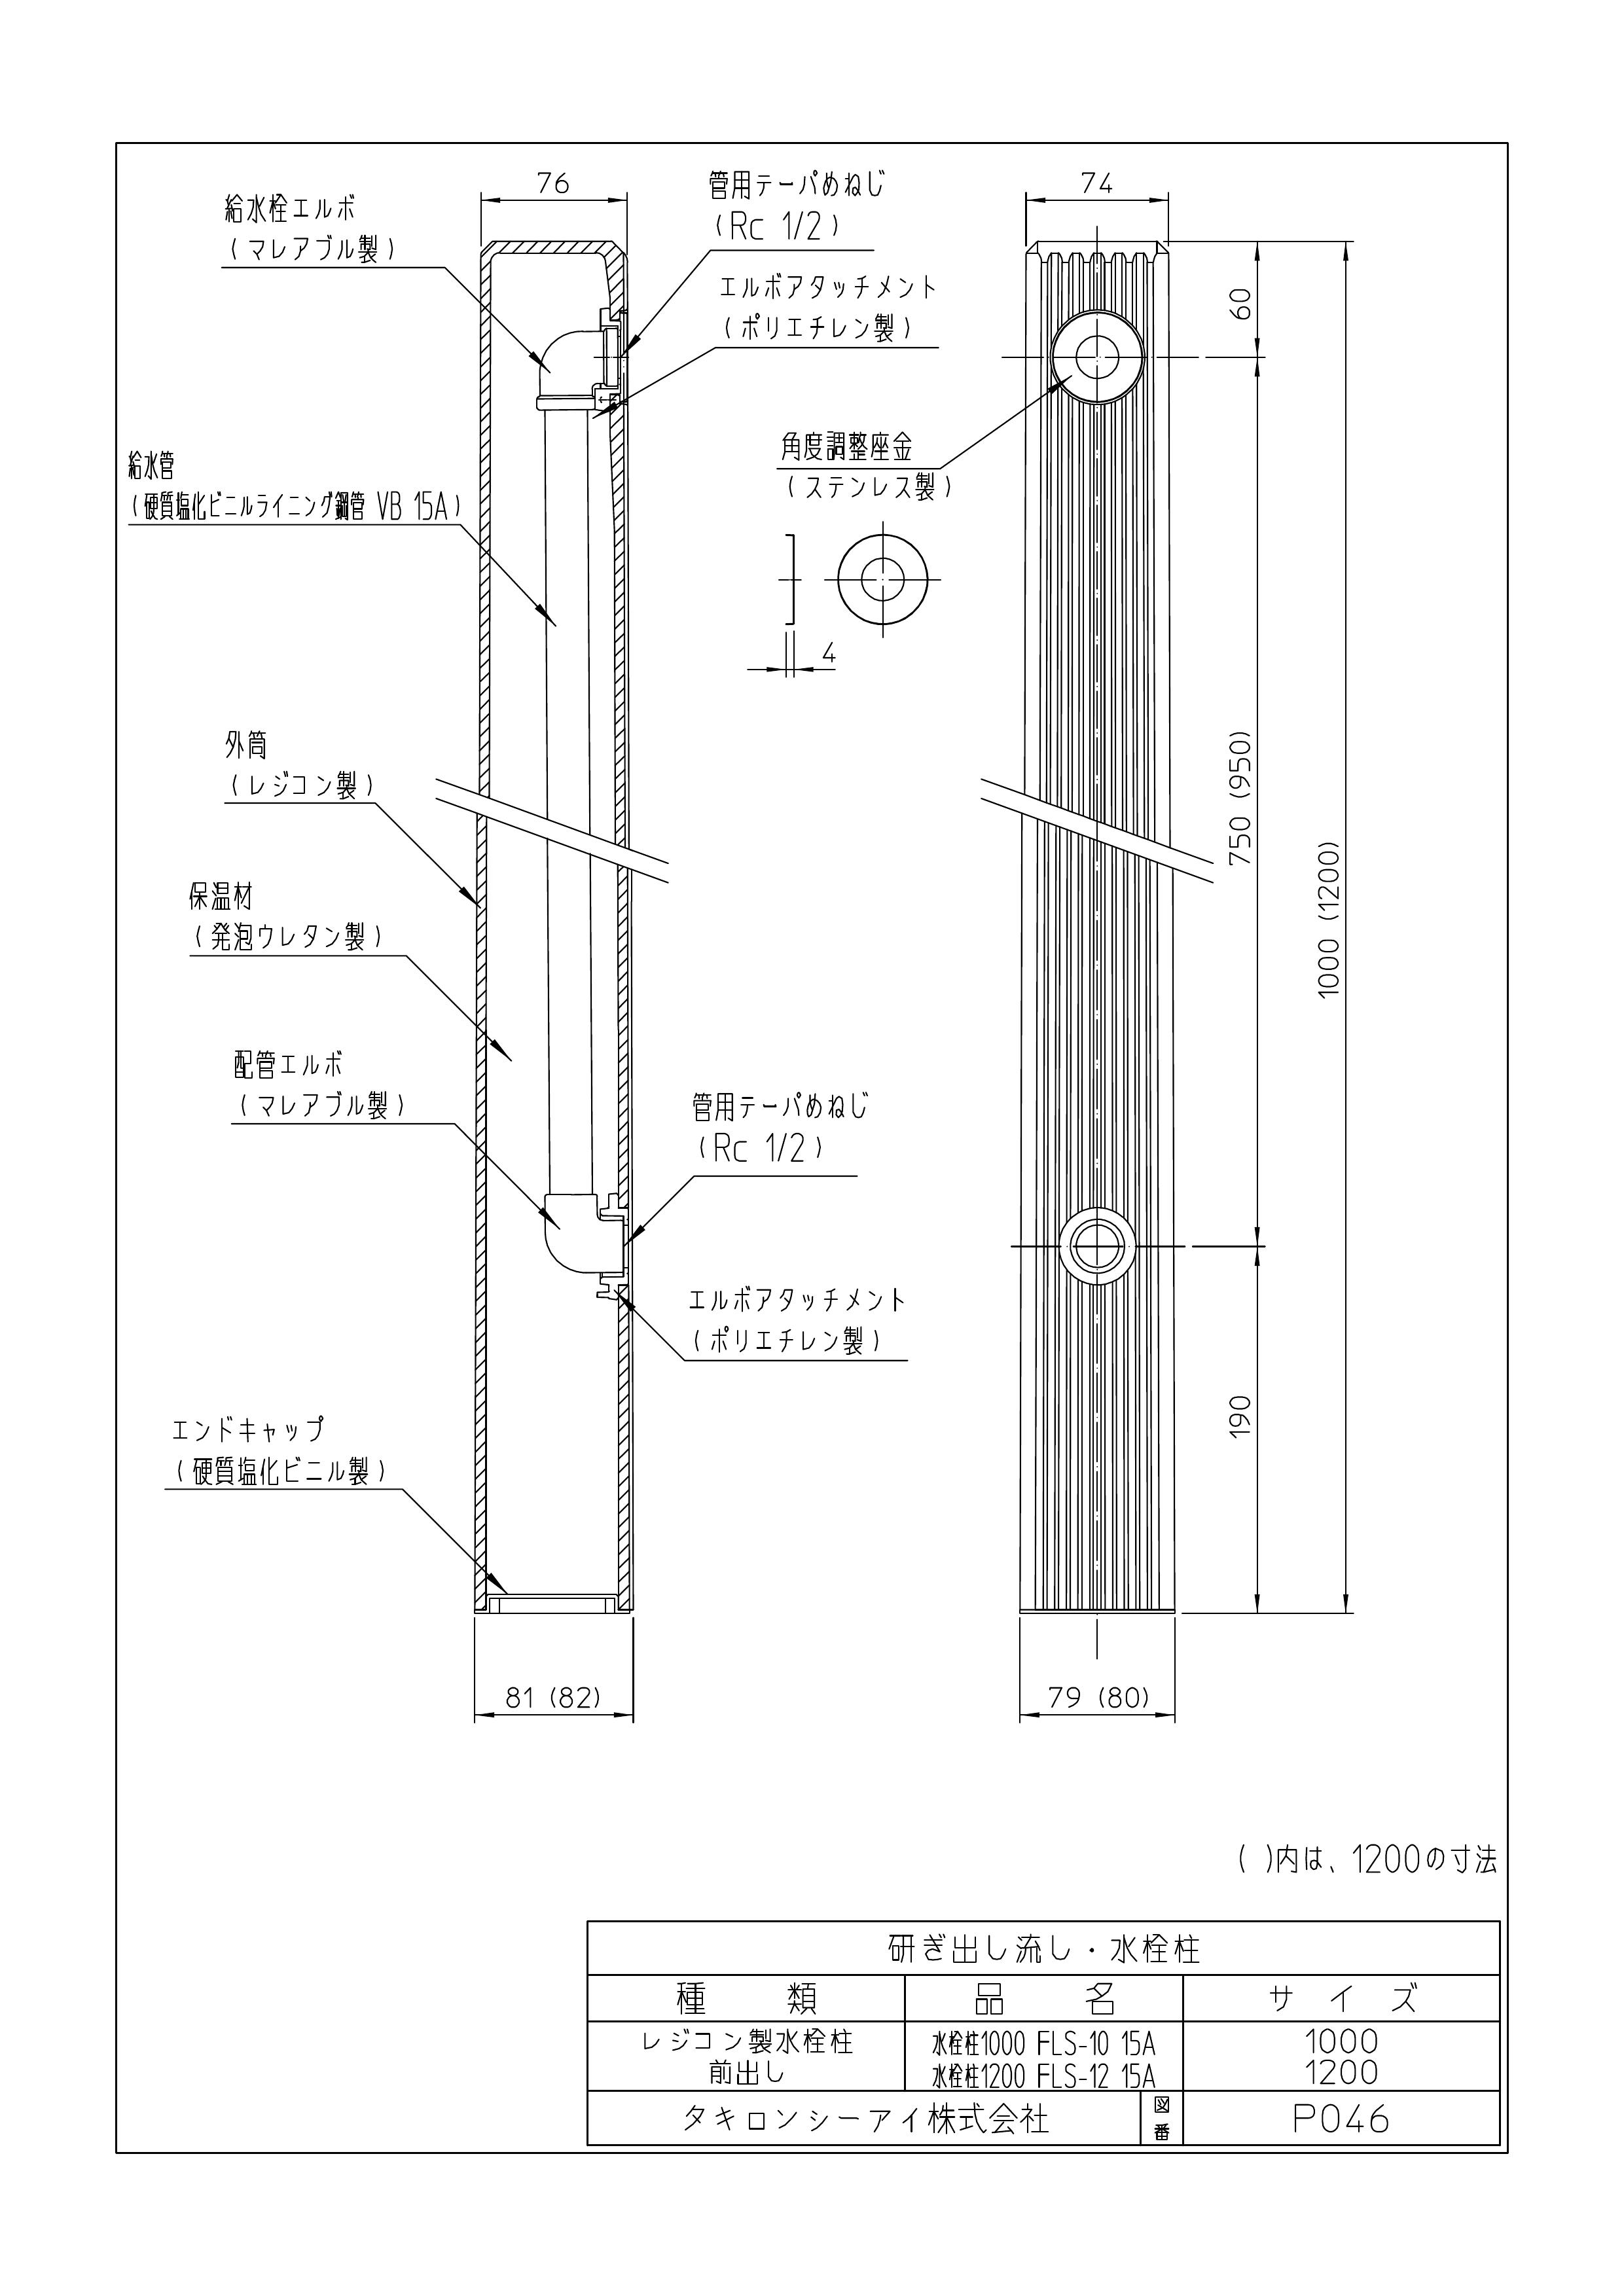 76
74
給水栓エルボ
(マレアブル製)
管用テーパめねじ
(Rc 1/2)
エルボアタッチメント
(ポリエチレン製)
60
角度調整座金
(ステンレス製)
給水管
(硬質塩化ビニルライニング鋼管 VB 15A)
4
外筒
(レジコン製)
750 (950)
1000 (1200)
保温材
(発泡ウレタン製)
配管エルボ
(マレアブル製)
管用テーパめねじ
(Rc 1/2)
エルボアタッチメント
(ポリエチレン製)
190
エンドキャップ
(硬質塩化ビニル製)
81 (82)
79 (80)
( )内は、1200の寸法
研ぎ出し流し・水栓柱
種 類 品 名 サ イ ズ
レジコン製水栓柱 水栓柱1000 FLS-10 15A 1000
前出し 水栓柱1200 FLS-12 15A 1200
タキロンシーアイ株式会社 図番 P046